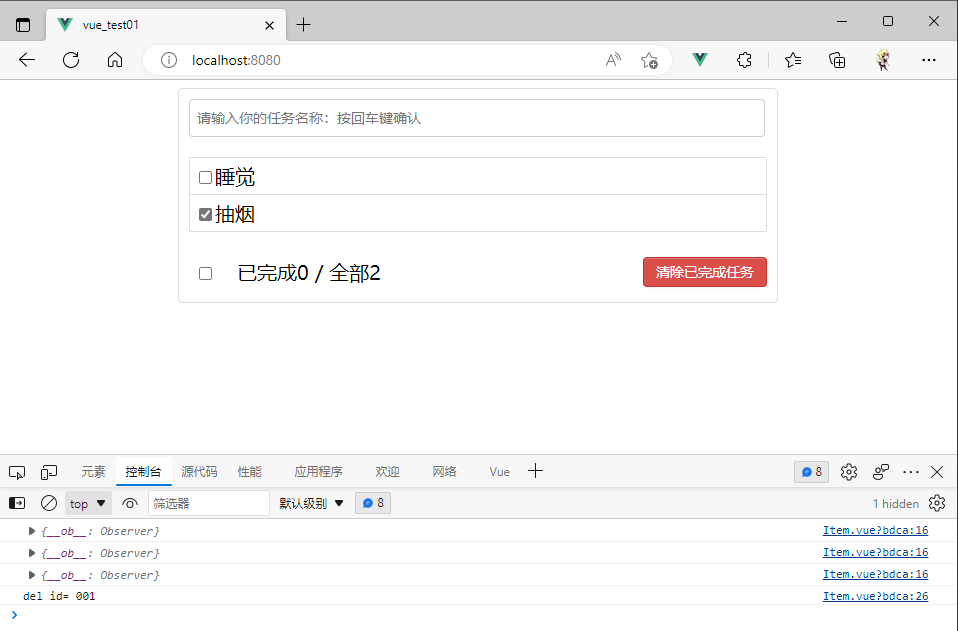 vue_test01
localhost:8080
请输入你的任务名称: 按回车键确认
睡觉
抽烟
已完成0 / 全部2 清除已完成任务
元素 控制台 源代码 性能 应用程序 欢迎 网络 Vue 8
top 筛选器 默认级别 8 1 hidden
{__ob__: Observer} Item.vue?bdca:16
{__ob__: Observer} Item.vue?bdca:16
{__ob__: Observer} Item.vue?bdca:16
del id= 001 Item.vue?bdca:26